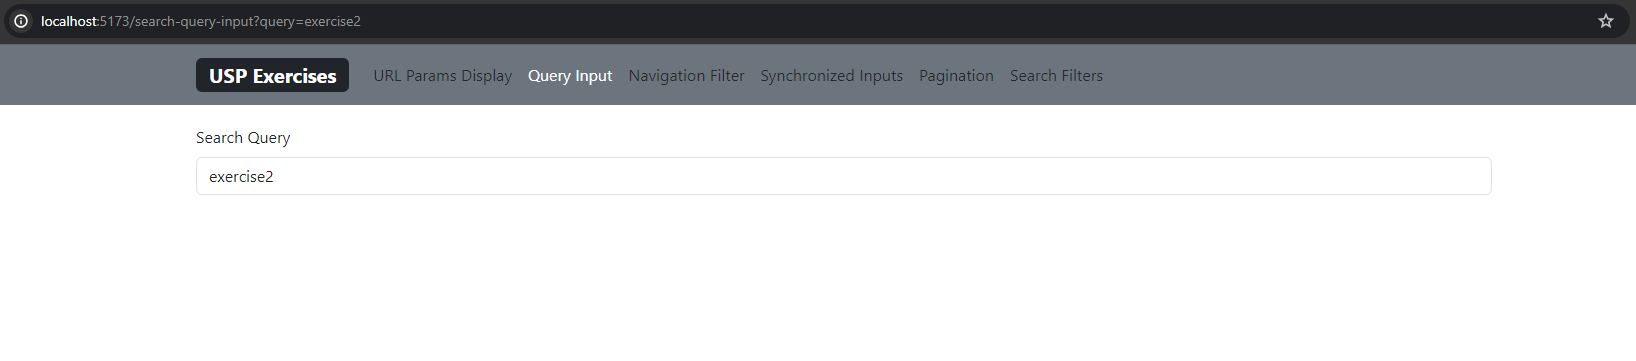 localhost:5173/search-query-input?query=exercise2
USP Exercises URL Params Display Query Input Navigation Filter Synchronized Inputs Pagination Search Filters
Search Query
exercise2